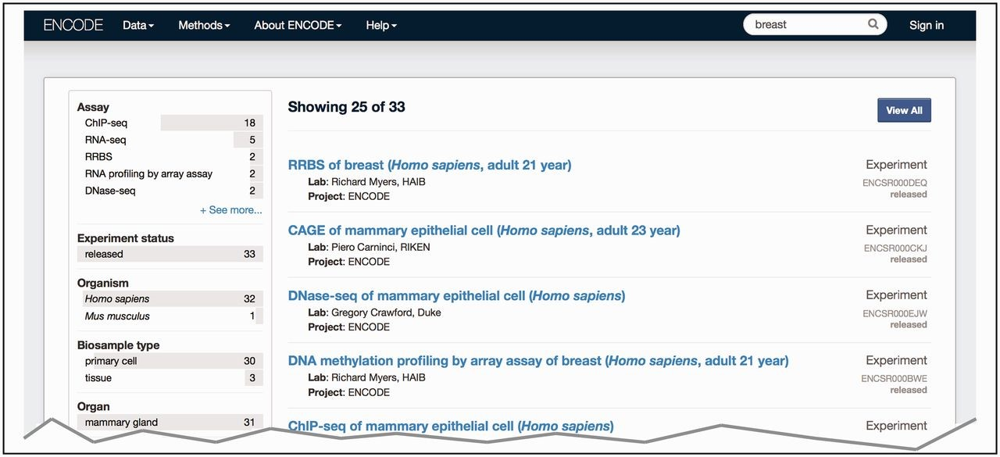 ENCODE Data Methods About ENCODE Help breast Sign in
Assay
ChIP-seq 18
RNA-seq 5
RRBS 2
RNA profiling by array assay 2
DNase-seq 2
+ See more...
Experiment status
released 33
Organism
Homo sapiens 32
Mus musculus 1
Biosample type
primary cell 30
tissue 3
Organ
mammary gland 31
Showing 25 of 33
View All
RRBS of breast (Homo sapiens, adult 21 year)
Lab: Richard Myers, HAIB
Project: ENCODE
Experiment
ENCSR000DEQ
released
CAGE of mammary epithelial cell (Homo sapiens, adult 23 year)
Lab: Piero Carninci, RIKEN
Project: ENCODE
Experiment
ENCSR000CKJ
released
DNase-seq of mammary epithelial cell (Homo sapiens)
Lab: Gregory Crawford, Duke
Project: ENCODE
Experiment
ENCSR000EJW
released
DNA methylation profiling by array assay of breast (Homo sapiens, adult 21 year)
Lab: Richard Myers, HAIB
Project: ENCODE
Experiment
ENCSR000BWE
released
ChIP-seq of mammary epithelial cell (Homo sapiens)
Experiment